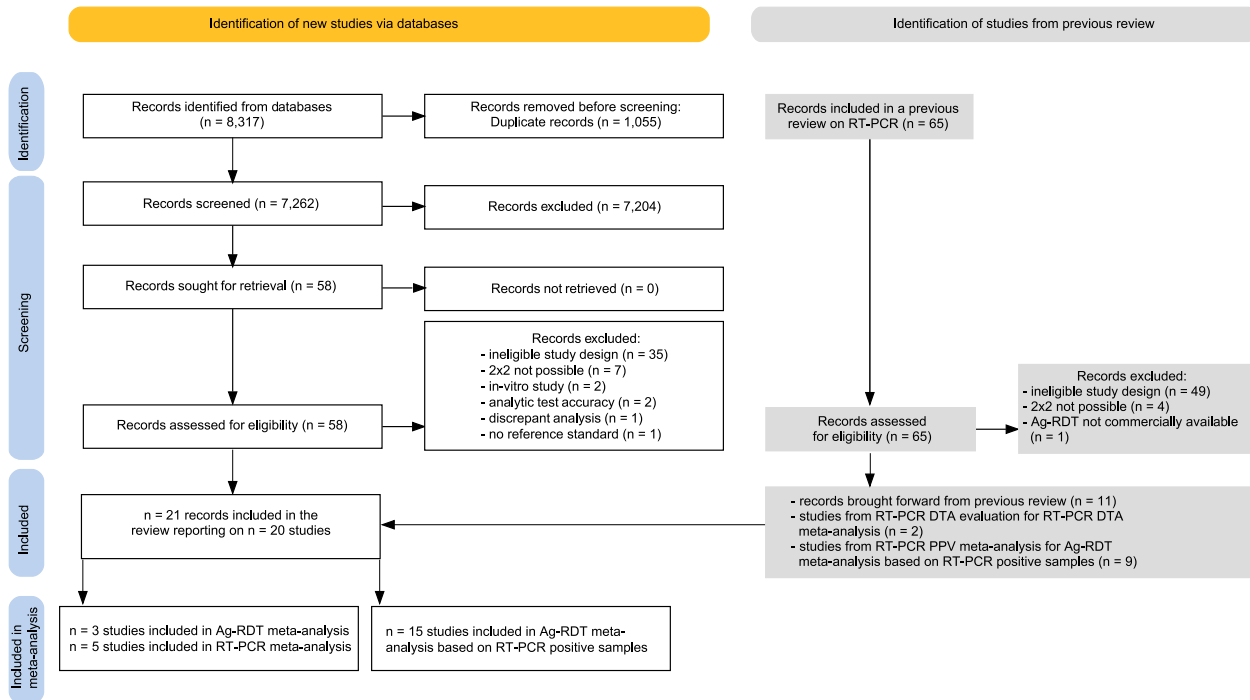 Identification of new studies via databases
Identification of studies from previous review
Identification
Records identified from databases
(n = 8,317)
Records removed before screening:
Duplicate records (n = 1,055)
Records included in a previous
review on RT-PCR (n = 65)
Screening
Records screened (n = 7,262)
Records excluded (n = 7,204)
Records sought for retrieval (n = 58)
Records not retrieved (n = 0)
Records assessed for eligibility (n = 58)
Records excluded:
- ineligible study design (n = 35)
- 2x2 not possible (n = 7)
- in-vitro study (n = 2)
- analytic test accuracy (n = 2)
- discrepant analysis (n = 1)
- no reference standard (n = 1)
Records assessed
for eligibility (n = 65)
Records excluded:
- ineligible study design (n = 49)
- 2x2 not possible (n = 4)
- Ag-RDT not commercially available
(n = 1)
Included
n = 21 records included in the
review reporting on n = 20 studies
- records brought forward from previous review (n = 11)
- studies from RT-PCR DTA evaluation for RT-PCR DTA
meta-analysis (n = 2)
- studies from RT-PCR PPV meta-analysis for Ag-RDT
meta-analysis based on RT-PCR positive samples (n = 9)
Included in
meta-analysis
n = 3 studies included in Ag-RDT meta-analysis
n = 5 studies included in RT-PCR meta-analysis
n = 15 studies included in Ag-RDT meta-
analysis based on RT-PCR positive samples